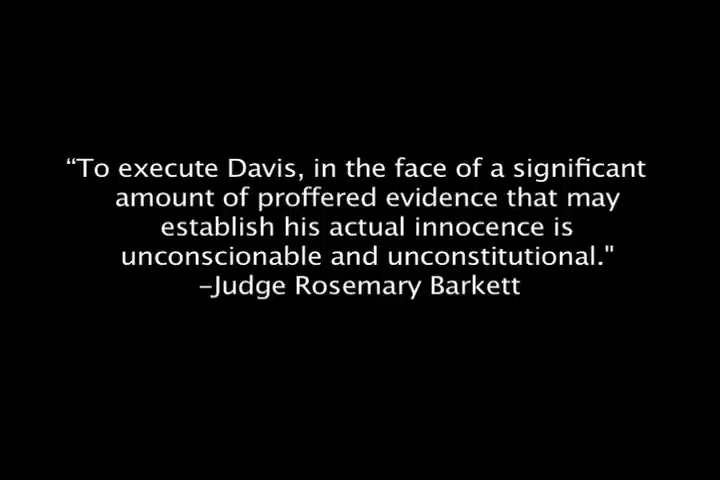 “To execute Davis, in the face of a significant
amount of proffered evidence that may
establish his actual innocence is
unconscionable and unconstitutional."
–Judge Rosemary Barkett